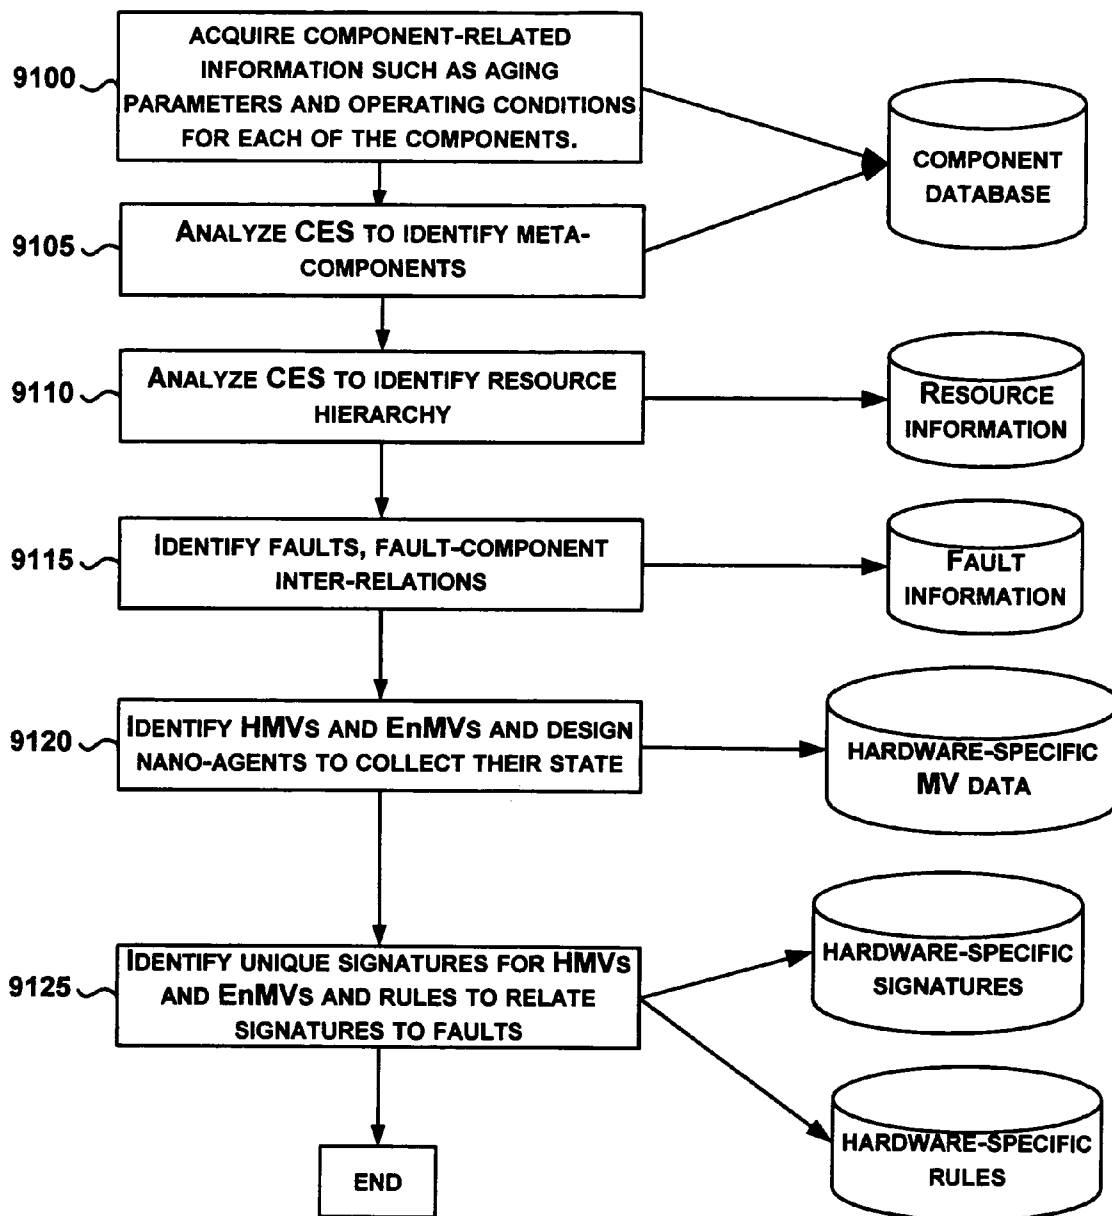 ACQUIRE COMPONENT-RELATED
INFORMATION SUCH AS AGING
PARAMETERS AND OPERATING CONDITIONS
FOR EACH OF THE COMPONENTS.
9100
COMPONENT
DATABASE
ANALYZE CES TO IDENTIFY META-
COMPONENTS
9105
ANALYZE CES TO IDENTIFY RESOURCE
HIERARCHY
9110
RESOURCE
INFORMATION
IDENTIFY FAULTS, FAULT-COMPONENT
INTER-RELATIONS
9115
FAULT
INFORMATION
IDENTIFY HMVS AND EnMVS AND DESIGN
NANO-AGENTS TO COLLECT THEIR STATE
9120
HARDWARE-SPECIFIC
MV DATA
IDENTIFY UNIQUE SIGNATURES FOR HMVS
AND EnMVS AND RULES TO RELATE
SIGNATURES TO FAULTS
9125
HARDWARE-SPECIFIC
SIGNATURES
HARDWARE-SPECIFIC
RULES
END